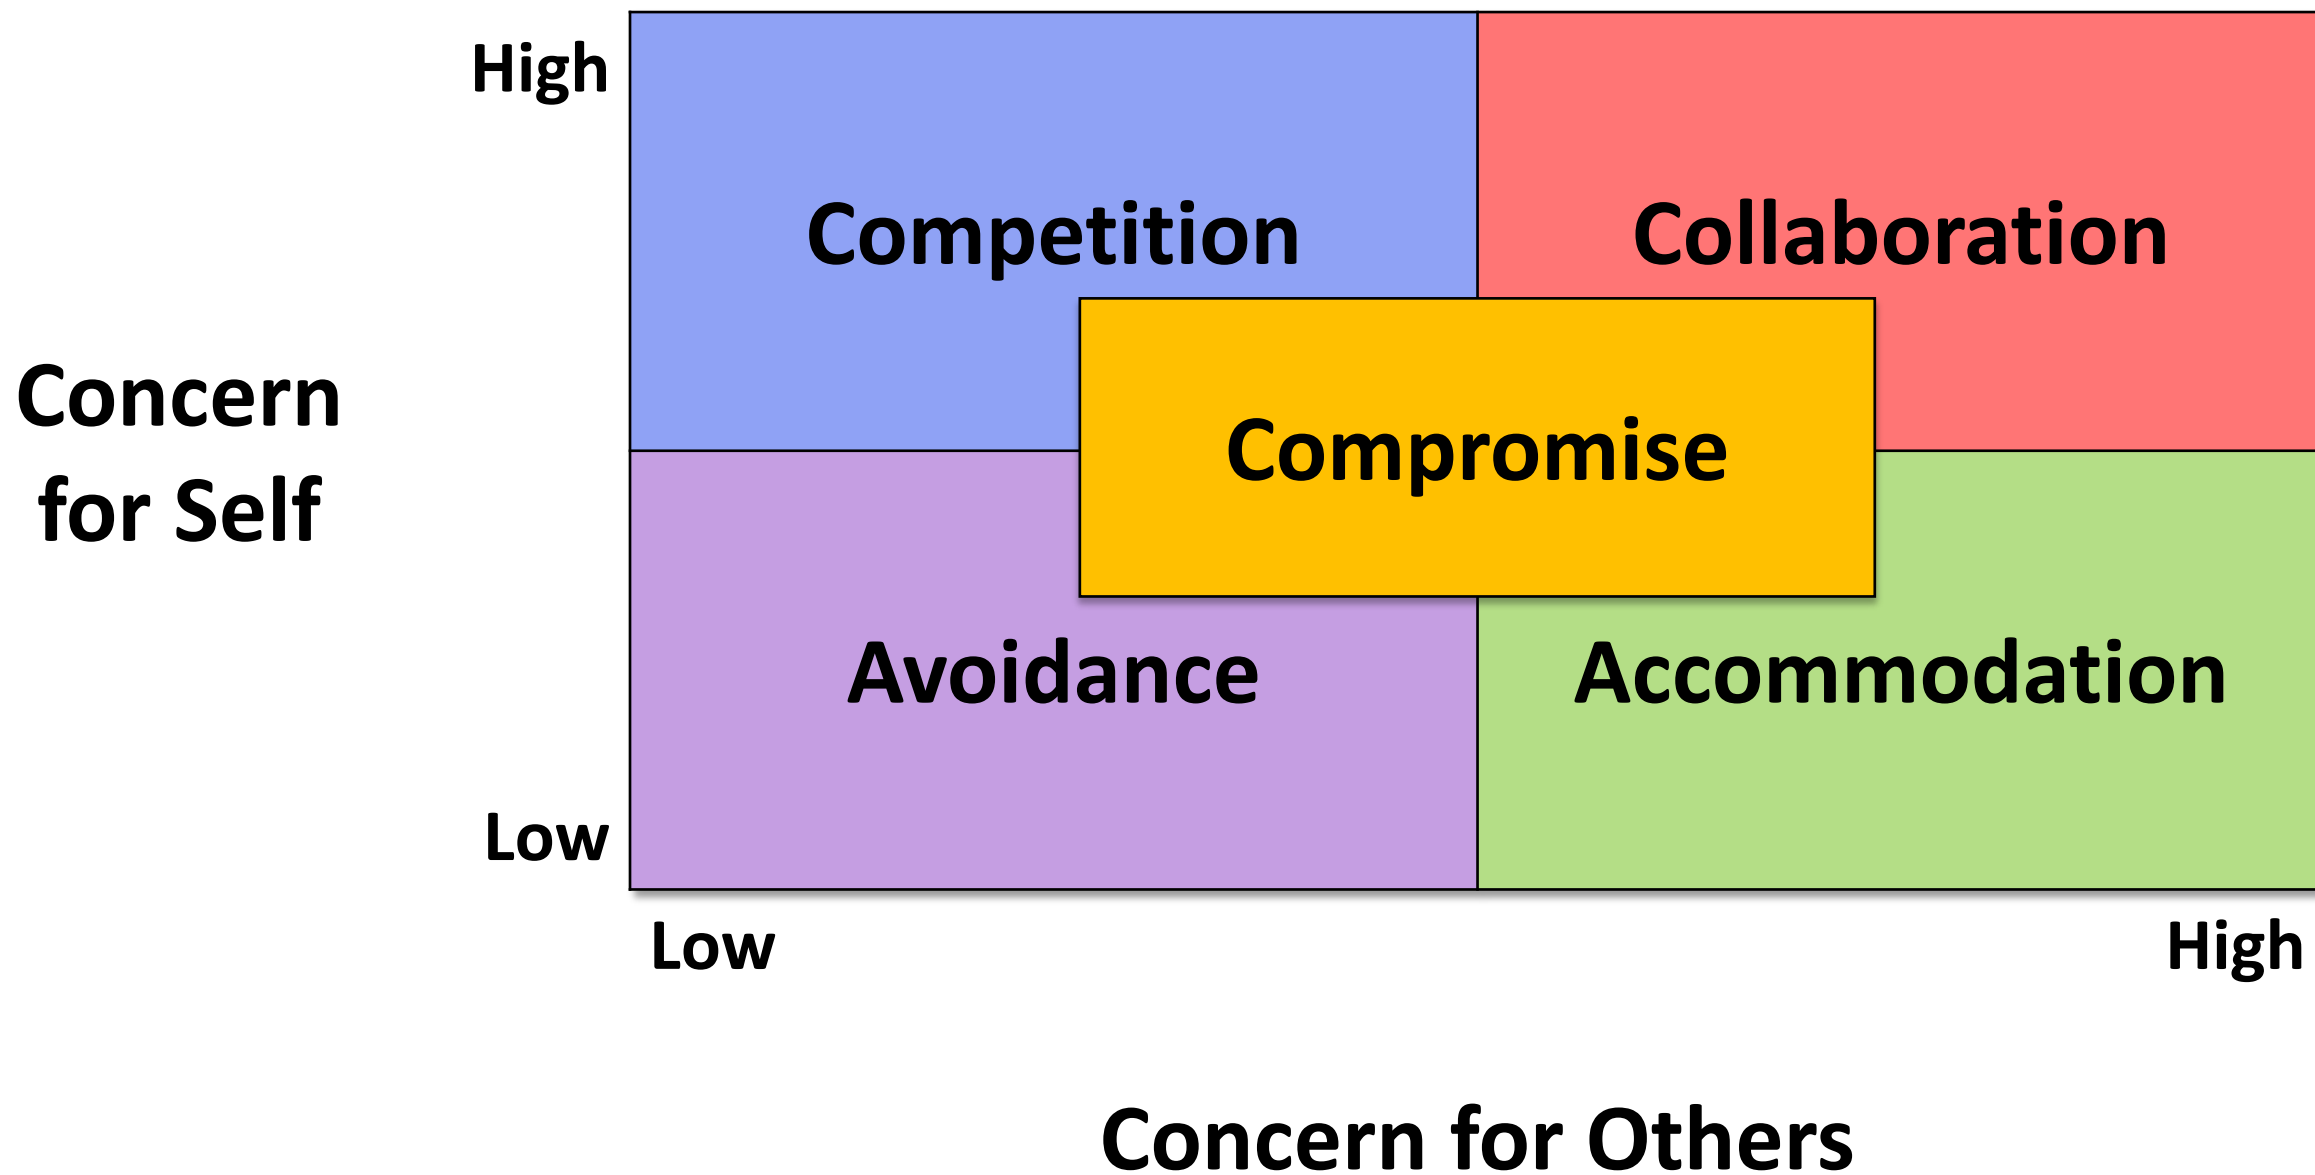 High
Competition
Collaboration
Concern
for Self
Compromise
Avoidance
Accommodation
Low
Low
High
Concern for Others